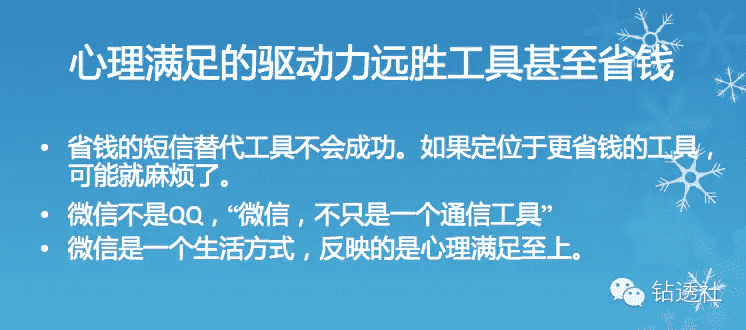 心理满足的驱动力远胜工具甚至省钱
• 省钱的短信替代工具不会成功。如果定位于更省钱的工具，
可能就麻烦了。
• 微信不是QQ，“微信，不只是一个通信工具”
• 微信是一个生活方式，反映的是心理满足至上。
钻透社